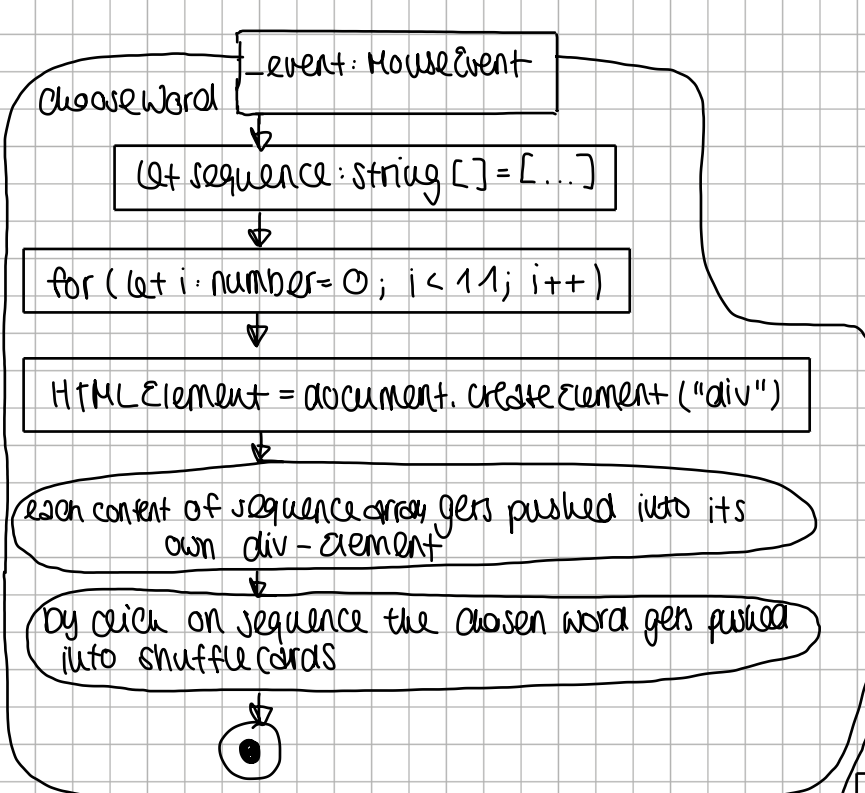 _event: MouseEvent
chooseWord
let sequence: string [] = [...]
for (let i: number= 0; i < 11; i++)
HTMLElement = document.createElement ("div")
each content of sequence array gets pushed into its
own div-element
by click on sequence the chosen word gets pushed
into shuffle cards